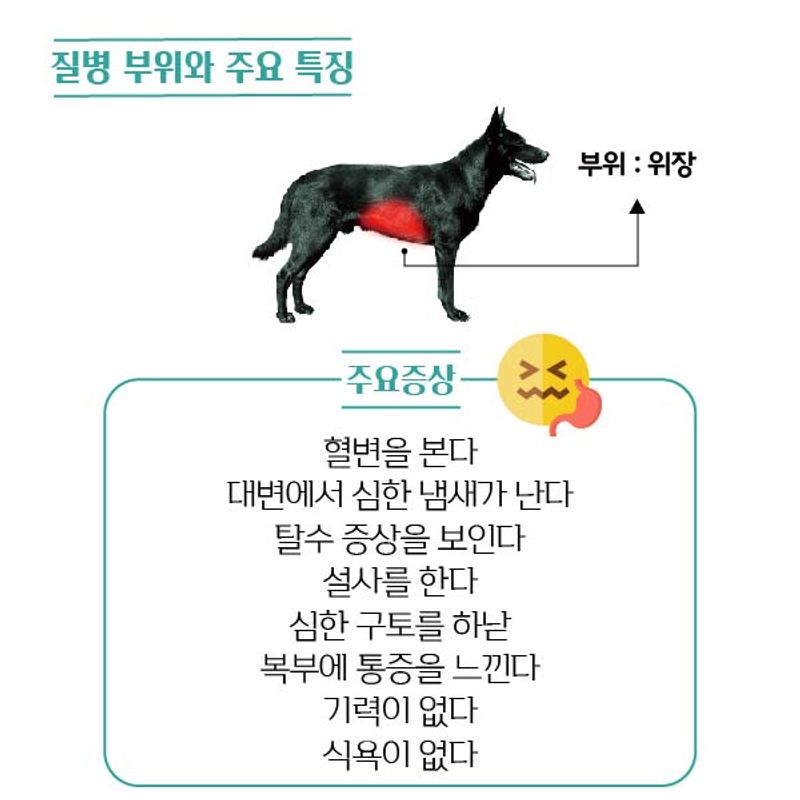 질병 부위와 주요 특징
부위 : 위장
주요증상
혈변을 본다
대변에서 심한 냄새가 난다
탈수 증상을 보인다
설사를 한다
심한 구토를 하낟
복부에 통증을 느낀다
기력이 없다
식욕이 없다